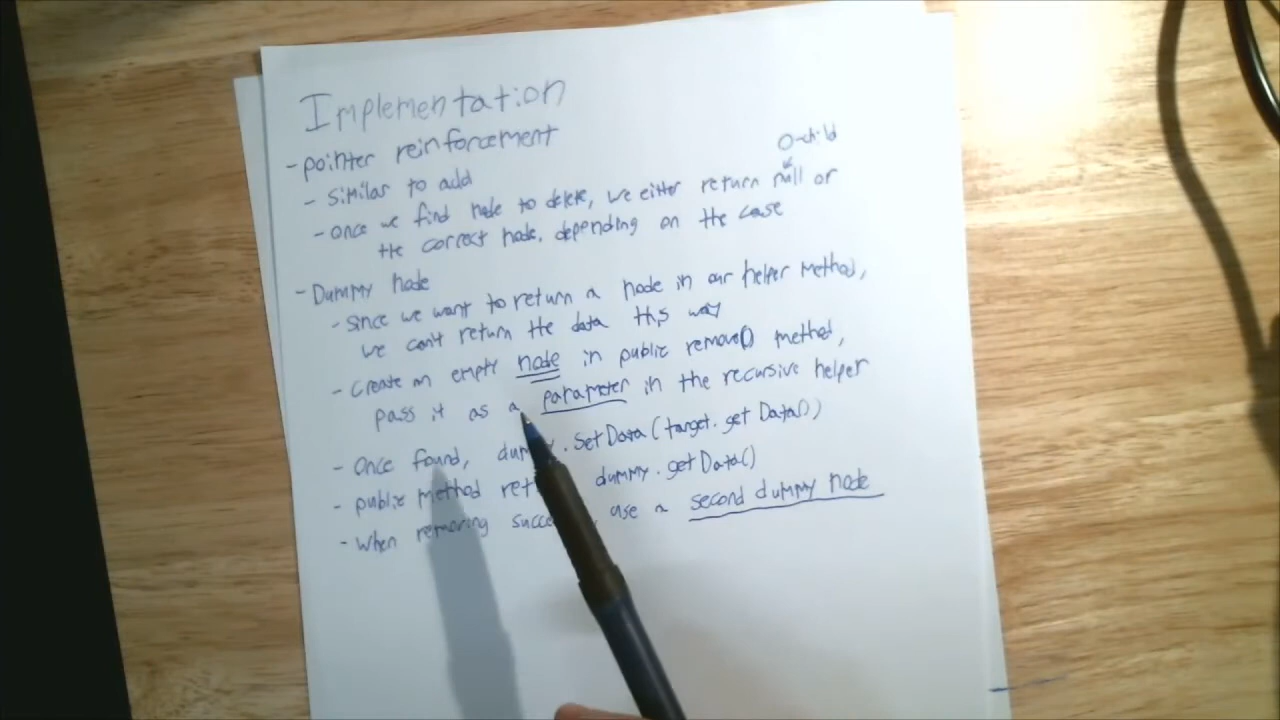 Implementation
- pointer reinforcement
- similar to add
0-child
- once we find node to delete, we either return null or
the correct node, depending on the case
- Dummy node
- since we want to return a node in our helper method,
we can't return the data this way
- create an empty node in public remove() method,
pass it as a parameter in the recursive helper
- Once found, . setData(target.getData())
- public method dummy.getData()
- when removing use a second dummy node